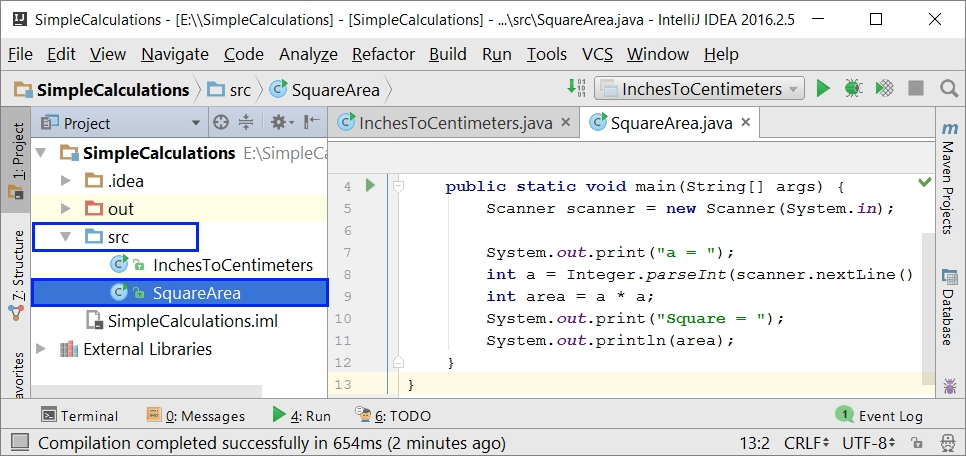 SimpleCalculations - [E:\\SimpleCalculations] - [SimpleCalculations] - ...\src\SquareArea.java - IntelliJ IDEA 2016.2.5
File Edit View Navigate Code Analyze Refactor Build Run Tools VCS Window Help
SimpleCalculations src SquareArea InchesToCentimeters
1: Project
Z: Structure
avorites
Project
SimpleCalculations E:\SimpleCa
.idea
out
src
InchesToCentimeters
SquareArea
SimpleCalculations.iml
External Libraries
InchesToCentimeters.java SquareArea.java
4 public static void main(String[] args) {
5 Scanner scanner = new Scanner(System.in);
6
7 System.out.print("a = ");
8 int a = Integer.parseInt(scanner.nextLine()
9 int area = a * a;
10 System.out.print("Square = ");
11 System.out.println(area);
12 }
13 }
Maven Projects
Database
Terminal 0: Messages 4: Run 6: TODO 1 Event Log
Compilation completed successfully in 654ms (2 minutes ago) 13:2 CRLF UTF-8